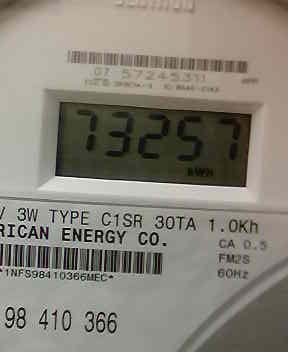 07 57245311
73257
kWH
V 3W TYPE C1SR 30TA 1.0Kh
RICAN ENERGY CO.
CA 0.5
FM2S
60Hz
*1NFS98410366MEC*
98 410 366